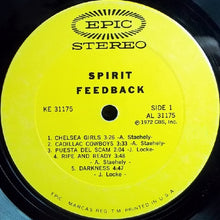 EPIC
STEREO
SPIRIT
FEEDBACK
KE 31175
SIDE 1
AL 31175
℗ 1972 CBS, Inc.
1. CHELSEA GIRLS 3:26 -A. Staehely-
2. CADILLAC COWBOYS 3:33 -A. Staehely-
3. PUESTA DEL SCAM 2:04 -J. Locke-
4. RIPE AND READY 3:48
-A. Staehely-
5. DARKNESS 4:47
-J. Locke-
EPIC, MARCAS REG. T.M. PRINTED IN U.S.A.